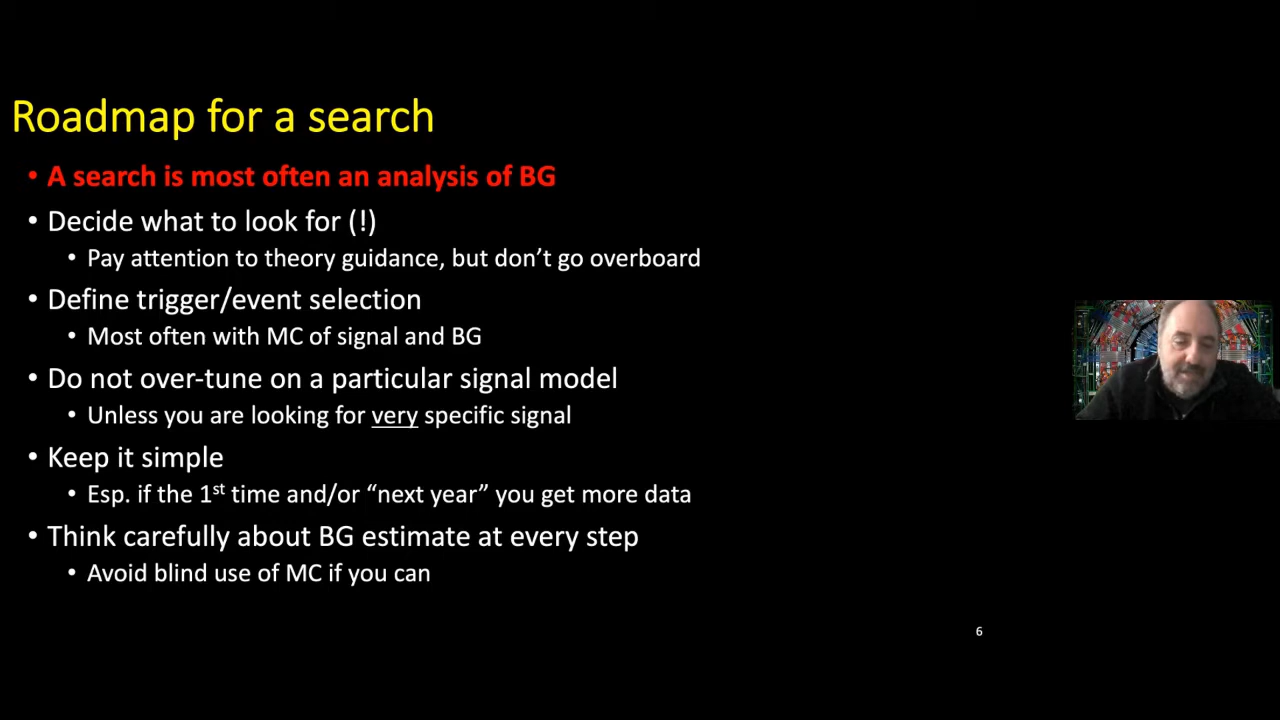 Roadmap for a search
• A search is most often an analysis of BG
• Decide what to look for (!)
• Pay attention to theory guidance, but don’t go overboard
• Define trigger/event selection
• Most often with MC of signal and BG
• Do not over-tune on a particular signal model
• Unless you are looking for very specific signal
• Keep it simple
• Esp. if the 1st time and/or “next year” you get more data
• Think carefully about BG estimate at every step
• Avoid blind use of MC if you can
6